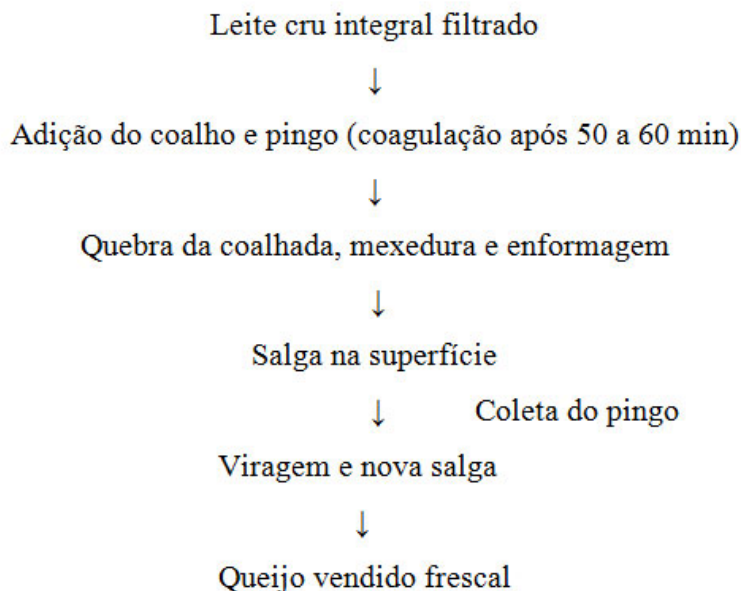 Leite cru integral filtrado
↓
Adição do coalho e pingo (coagulação após 50 a 60 min)
↓
Quebra da coalhada, mexedura e enformagem
↓
Salga na superfície
↓ Coleta do pingo
Viragem e nova salga
↓
Queijo vendido frescal